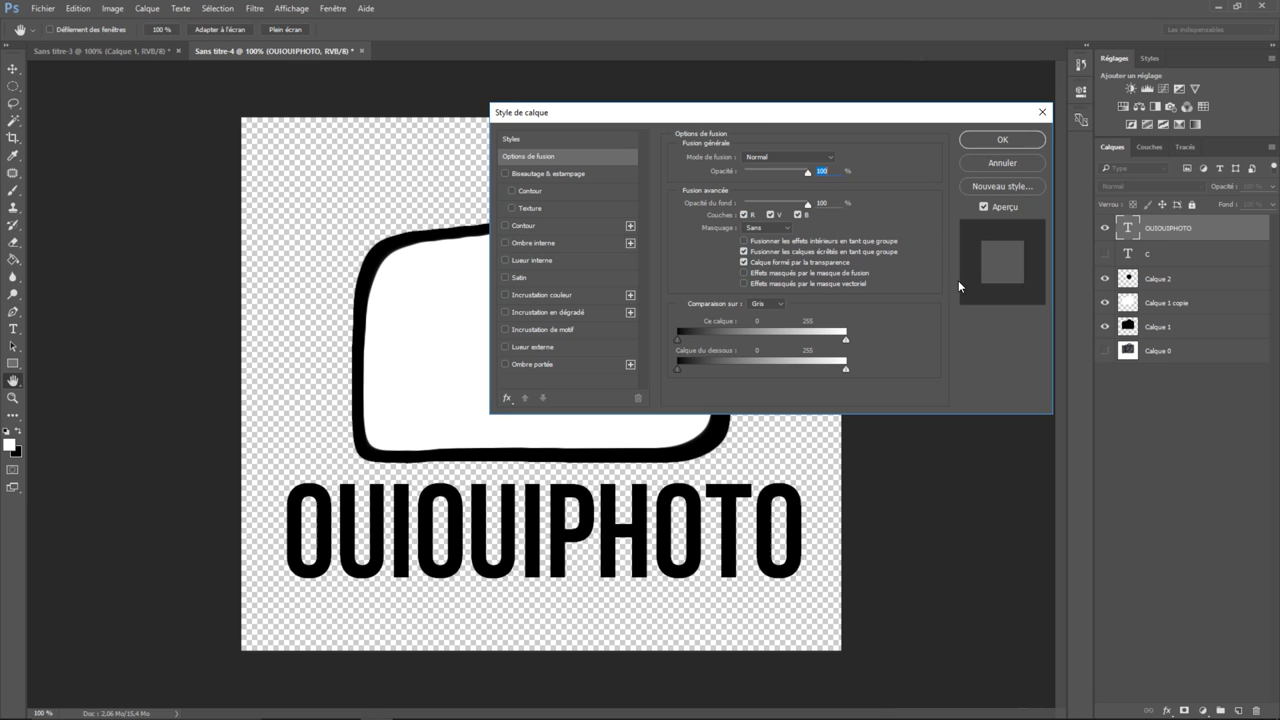 Ps Fichier Edition Image Calque Texte Sélection Filtre Affichage Fenêtre Aide
Défilement des fenêtres 100 % Adapter à l'écran Plein écran Les indispensables
Sans titre-3 @ 100% (Calque 1, RVB/8) * × Sans titre-4 @ 100% (OUIOUIPHOTO, RVB/8) * ×
Style de calque
Styles
Options de fusion
Biseautage & estampage
Contour
Texture
Contour
Ombre interne
Lueur interne
Satin
Incrustation couleur
Incrustation en dégradé
Incrustation de motif
Lueur externe
Ombre portée
fx
Options de fusion
Fusion générale
Mode de fusion : Normal
Opacité : 100 %
Fusion avancée
Opacité du fond : 100 %
Couches : R V B
Masquage : Sans
Fusionner les effets intérieurs en tant que groupe
Fusionner les calques écrêtés en tant que groupe
Calque formé par la transparence
Effets masqués par le masque de fusion
Effets masqués par le masque vectoriel
Comparaison sur : Gris
Ce calque : 0 255
Calque du dessous : 0 255
OK
Annuler
Nouveau style...
Aperçu
Réglages Styles
Ajouter un réglage
Calques Couches Tracés
Type
Normal Opacité : 100 %
Verrou : Fond : 100 %
T OUIOUIPHOTO
T C
Calque 2
Calque 1 copie
Calque 1
Calque 0
OUIOUIPHOTO
100 % Doc : 2,06 Mo/15,4 Mo
fx